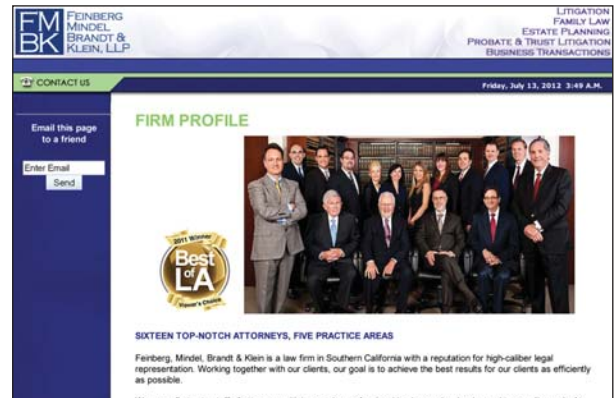 FM
BK
FEINBERG
MINDEL
BRANDT &
KLEIN, LLP
LITIGATION
FAMILY LAW
ESTATE PLANNING
PROBATE & TRUST LITIGATION
BUSINESS TRANSACTIONS
CONTACT US
Friday, July 13, 2012 3:49 A.M.
Email this page
to a friend
Enter Email
Send
FIRM PROFILE
2011 Winner
Best
of
LA
Viewer's Choice
SIXTEEN TOP-NOTCH ATTORNEYS, FIVE PRACTICE AREAS
Feinberg, Mindel, Brandt & Klein is a law firm in Southern California with a reputation for high-caliber legal
representation. Working together with our clients, our goal is to achieve the best results for our clients as efficiently
as possible.